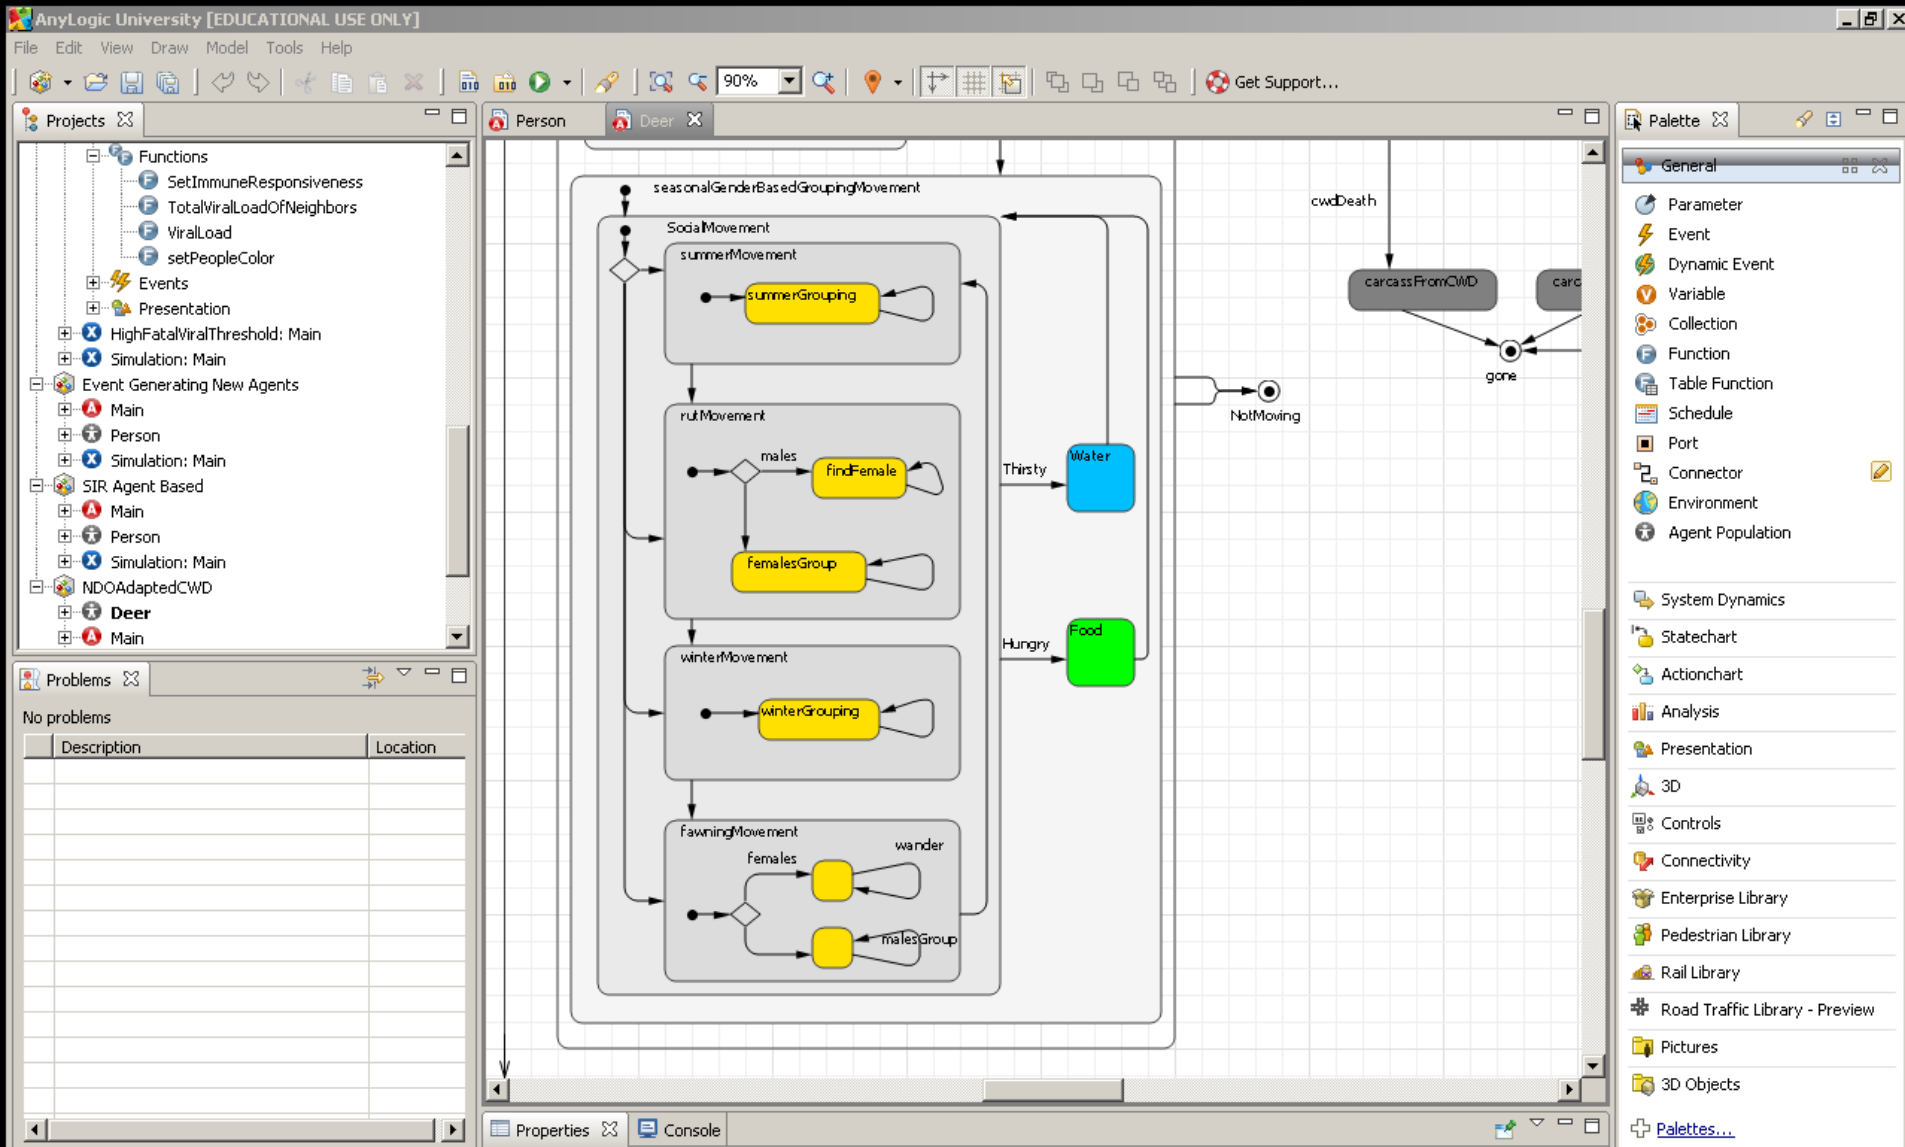 AnyLogic University [EDUCATIONAL USE ONLY]
File Edit View Draw Model Tools Help
90% Get Support...
Projects
Functions
SetImmuneResponsiveness
TotalViralLoadOfNeighbors
ViralLoad
setPeopleColor
Events
Presentation
HighFatalViralThreshold: Main
Simulation: Main
Event Generating New Agents
Main
Person
Simulation: Main
SIR Agent Based
Main
Person
Simulation: Main
NDOAdaptedCWD
Deer
Main
Problems
No problems
Description Location
Person Deer
seasonalGenderBasedGroupingMovement
SocialMovement
summerMovement
summerGrouping
rutMovement
males
findFemale
femalesGroup
winterMovement
winterGrouping
fawningMovement
females
wander
malesGroup
Thirsty
Water
Hungry
Food
NotMoving
cwdDeath
carcassFromCWD
carc
gone
Properties Console
Palette
General
Parameter
Event
Dynamic Event
Variable
Collection
Function
Table Function
Schedule
Port
Connector
Environment
Agent Population
System Dynamics
Statechart
Actionchart
Analysis
Presentation
3D
Controls
Connectivity
Enterprise Library
Pedestrian Library
Rail Library
Road Traffic Library - Preview
Pictures
3D Objects
Palettes...